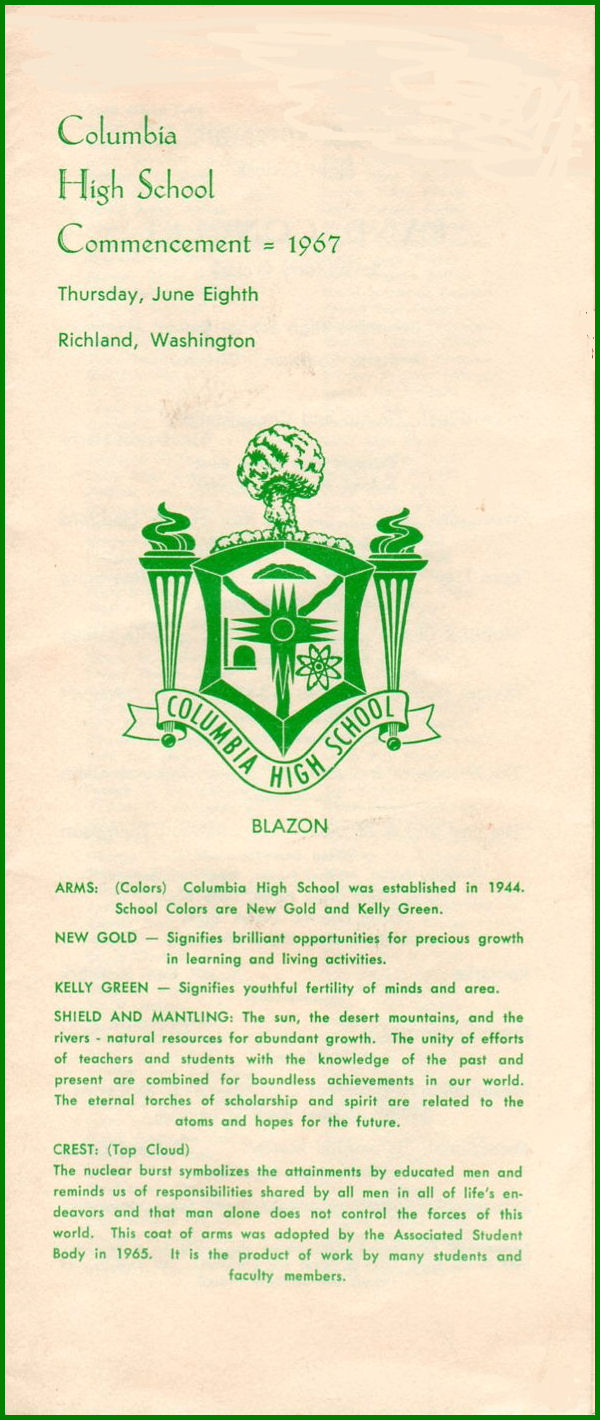 Columbia
High School
Commencement = 1967
Thursday, June Eighth
Richland, Washington
COLUMBIA HIGH SCHOOL
BLAZON
ARMS: (Colors) Columbia High School was established in 1944.
School Colors are New Gold and Kelly Green.
NEW GOLD — Signifies brilliant opportunities for precious growth
in learning and living activities.
KELLY GREEN — Signifies youthful fertility of minds and area.
SHIELD AND MANTLING: The sun, the desert mountains, and the
rivers - natural resources for abundant growth. The unity of efforts
of teachers and students with the knowledge of the past and
present are combined for boundless achievements in our world.
The eternal torches of scholarship and spirit are related to the
atoms and hopes for the future.
CREST: (Top Cloud)
The nuclear burst symbolizes the attainments by educated men and
reminds us of responsibilities shared by all men in all of life's en-
deavors and that man alone does not control the forces of this
world. This coat of arms was adopted by the Associated Student
Body in 1965. It is the product of work by many students and
faculty members.